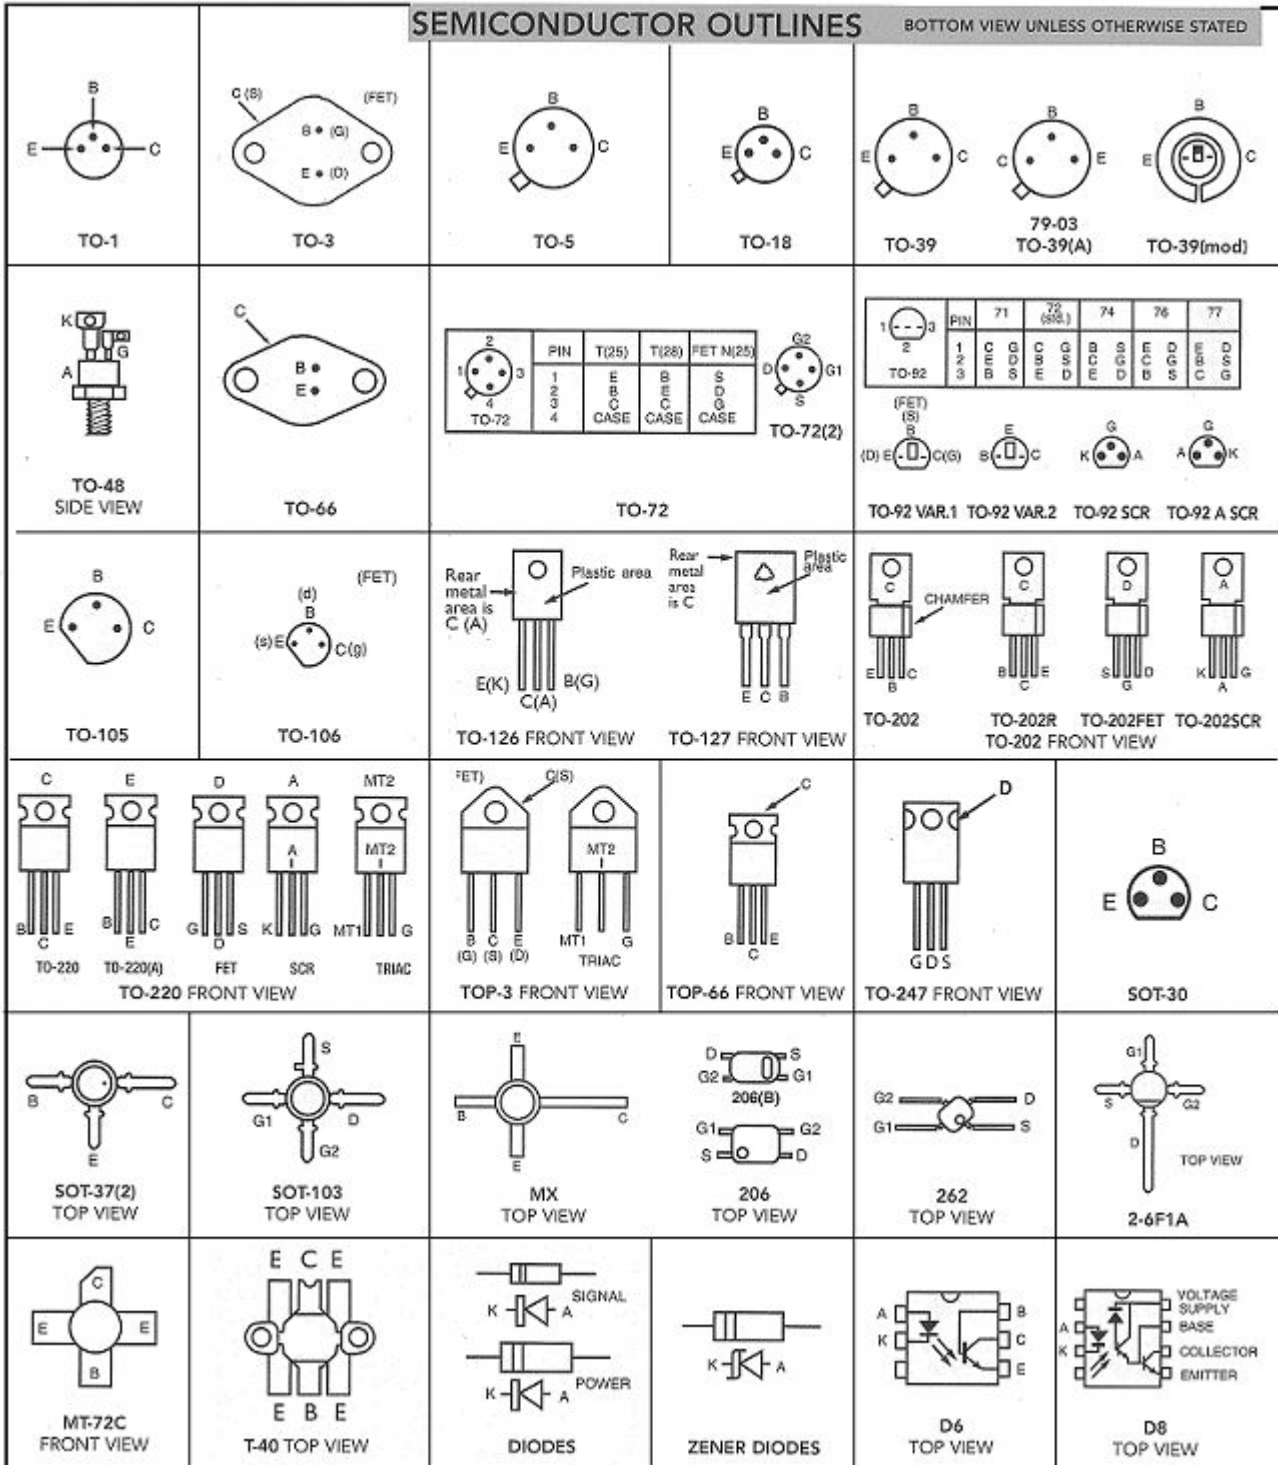 SEMICONDUCTOR OUTLINES BOTTOM VIEW UNLESS OTHERWISE STATED
B
E C
TO-1
C (S) (FET)
B (G)
E (D)
TO-3
B
E C
TO-5
B
E C
TO-18
B
E C
TO-39
B
C E
79-03
TO-39(A)
B
E C
TO-39(mod)
K
G
A
TO-48
SIDE VIEW
C
B
E
TO-66
2
1 3
4
TO-72
PIN T(25) T(28) FET N(25)
1 E B S
2 B E D
3 C C G
4 CASE CASE CASE
G2
D G1
S
TO-72(2)
TO-72
1 3
2
TO-92
PIN 71 72 (std.) 74 76 77
1 C G C G B S E D E D
2 E D B S C G C G B S
3 B S E D E D B S C G
(FET)
(S)
B
(D) E C(G)
TO-92 VAR.1
E
B C
TO-92 VAR.2
G
K A
TO-92 SCR
G
A K
TO-92 A SCR
B
E C
TO-105
(FET)
(d)
B
(s)E C(g)
TO-106
Rear
metal
area is
C (A)
Plastic area
E(K) B(G)
C(A)
TO-126 FRONT VIEW
Rear
metal
area
is C
Plastic
area
E C B
TO-127 FRONT VIEW
C
CHAMFER
E C
B
TO-202
C
B E
C
TO-202R
D
S D
G
TO-202FET
A
K G
A
TO-202SCR
TO-202 FRONT VIEW
C
B E
C
TO-220
E
B C
E
TO-220(A)
D
G S
D
FET
A
A
K G
SCR
MT2
MT2
MT1 G
TRIAC
TO-220 FRONT VIEW
FET) C(S)
B C E
(G) (S) (D)
MT2
MT1 G
TRIAC
TOP-3 FRONT VIEW
C
B E
C
TOP-66 FRONT VIEW
D
G D S
TO-247 FRONT VIEW
B
E C
SOT-30
B C
E
SOT-37(2)
TOP VIEW
S
G1 D
G2
SOT-103
TOP VIEW
E
B C
E
MX
TOP VIEW
D S
G2 G1
206(B)
G1 G2
S D
206
TOP VIEW
G2 D
G1 S
262
TOP VIEW
G1
S G2
D
TOP VIEW
2-6F1A
C
E E
B
MT-72C
FRONT VIEW
E C E
E B E
T-40 TOP VIEW
SIGNAL
K A
POWER
K A
DIODES
K A
ZENER DIODES
A B
K C
E
D6
TOP VIEW
VOLTAGE
SUPPLY
A BASE
K COLLECTOR
EMITTER
D8
TOP VIEW